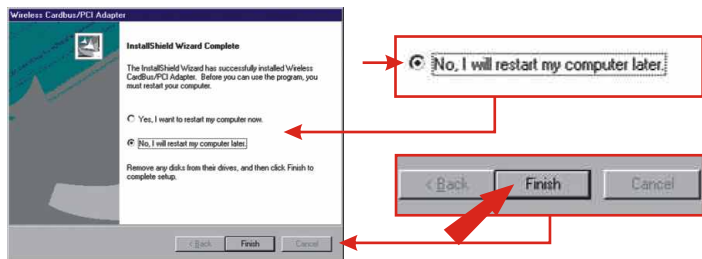 Wireless Cardbus/PCI Adapter
InstallShield Wizard Complete
The InstallShield Wizard has successfully installed Wireless
CardBus/PCI Adapter. Before you can use the program, you
must restart your computer.
Yes, I want to restart my computer now.
No, I will restart my computer later.
Remove any disks from their drives, and then click Finish to
complete setup.
< Back Finish Cancel
No, I will restart my computer later.
< Back Finish Cancel